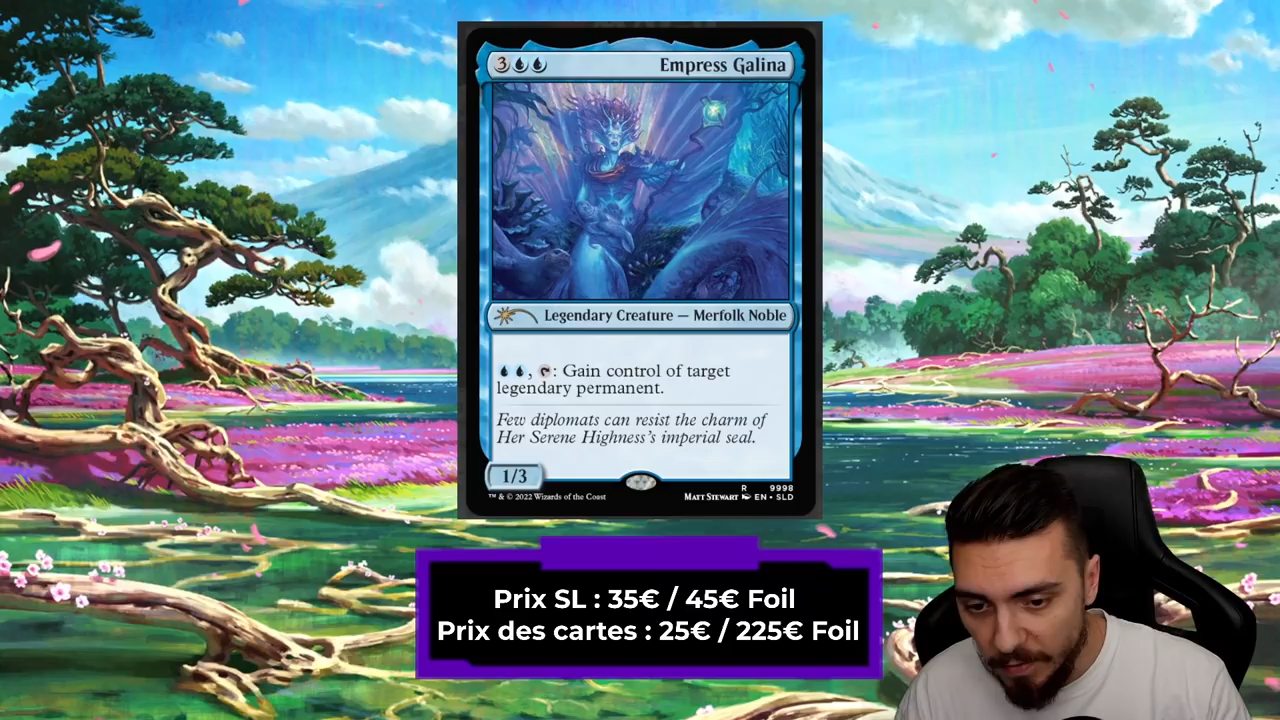 3 Empress Galina
Legendary Creature — Merfolk Noble
, : Gain control of target
legendary permanent.
Few diplomats can resist the charm of
Her Serene Highness's imperial seal.
1/3
R 9998
™ & © 2022 Wizards of the Coast Matt Stewart EN • SLD
Prix SL : 35€ / 45€ Foil
Prix des cartes : 25€ / 225€ Foil